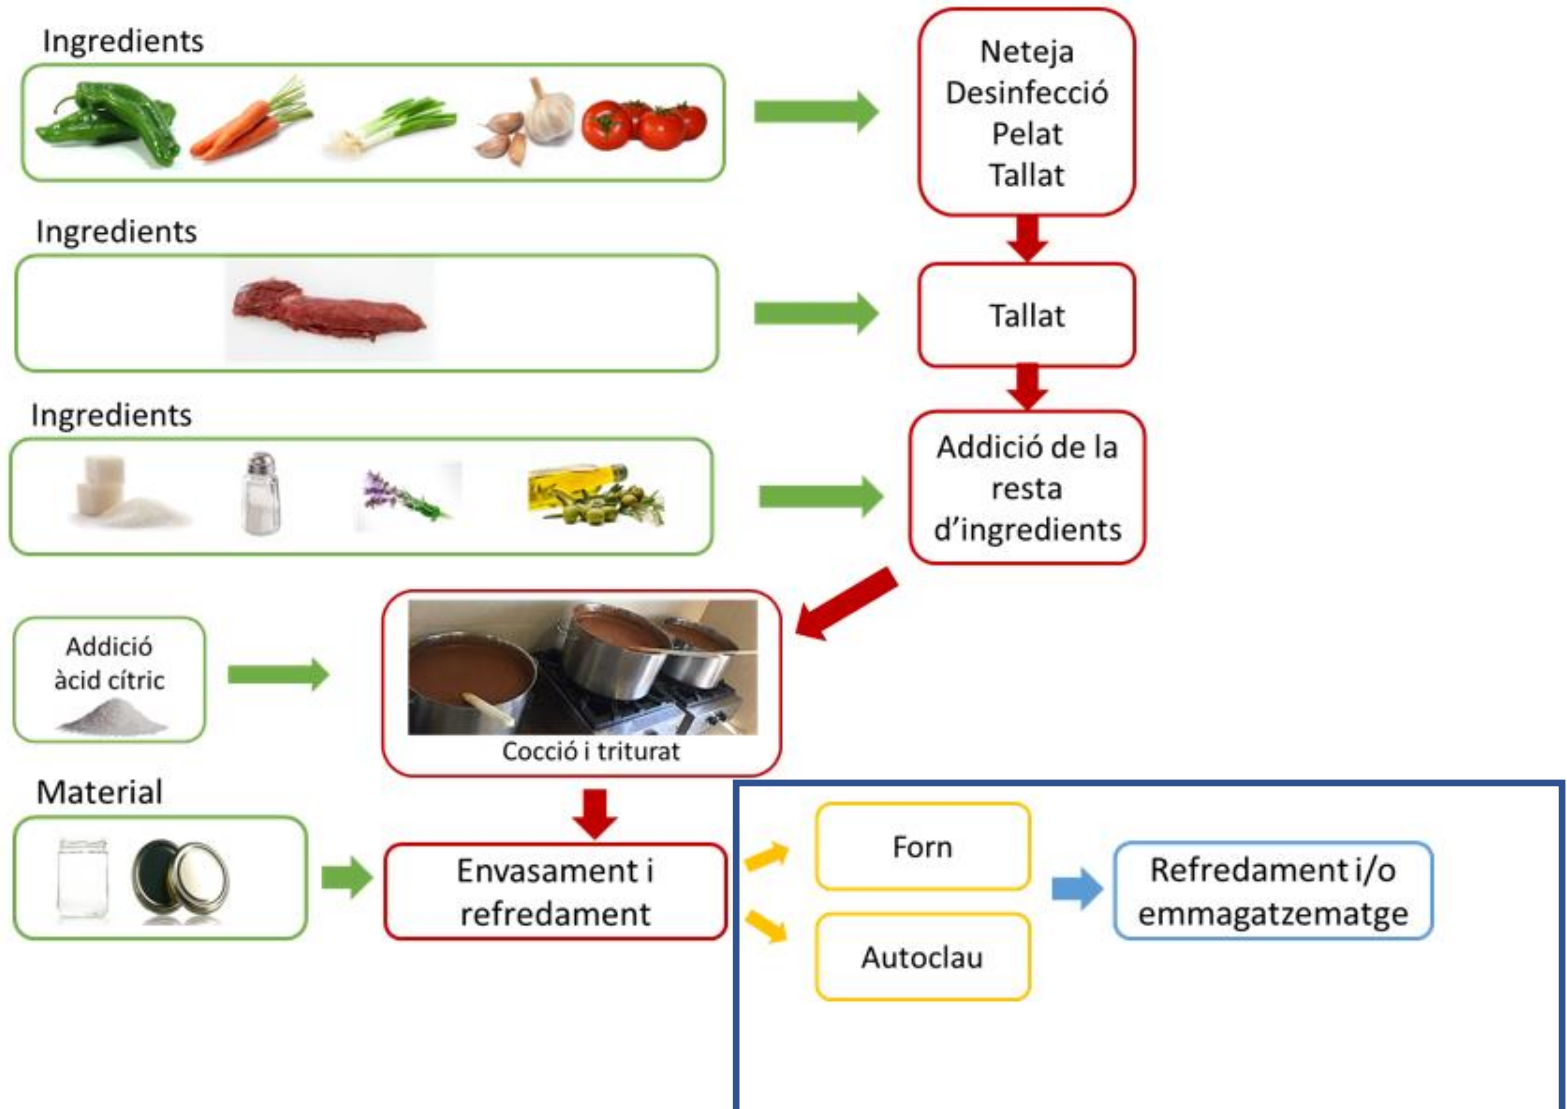 Ingredients
Neteja
Desinfecció
Pelat
Tallat
Ingredients
Tallat
Ingredients
Addició de la
resta
d'ingredients
Addició
àcid cítric
Cocció i triturat
Material
Envasament i
refredament
Forn
Autoclau
Refredament i/o
emmagatzematge